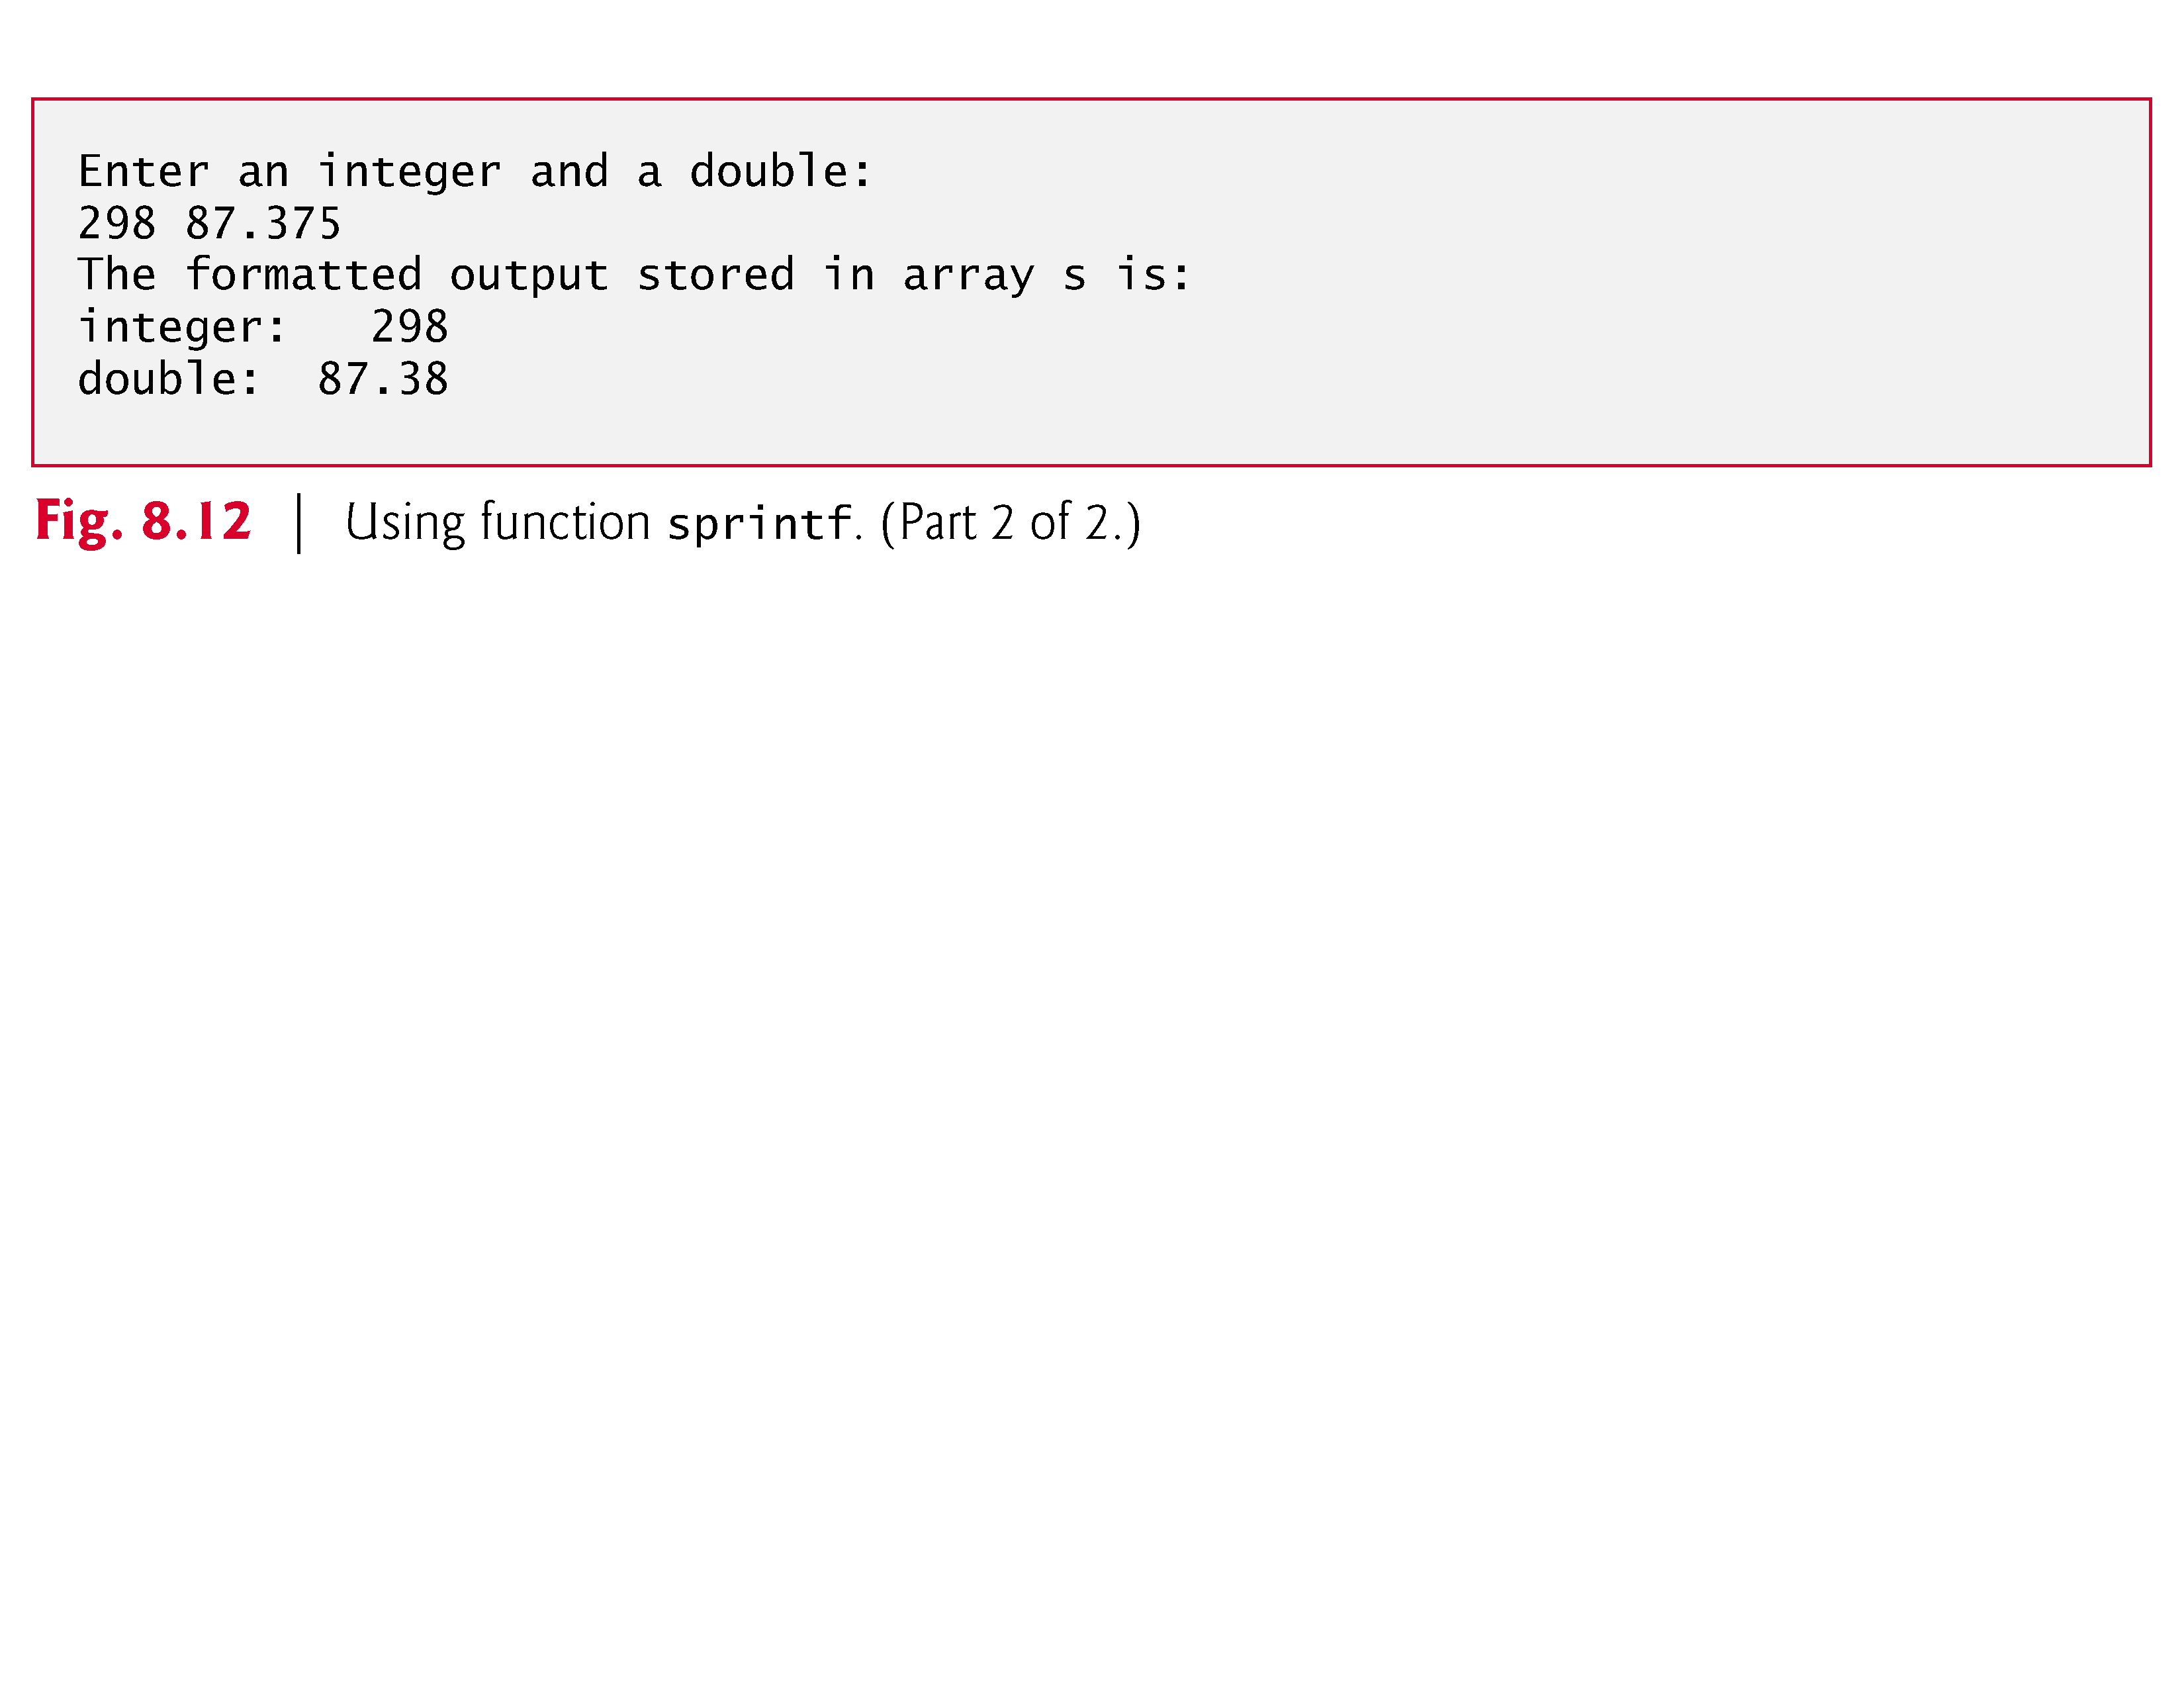 Enter an integer and a double:
298 87.375
The formatted output stored in array s is:
integer:   298
double:  87.38
Fig. 8.12 | Using function sprintf. (Part 2 of 2.)